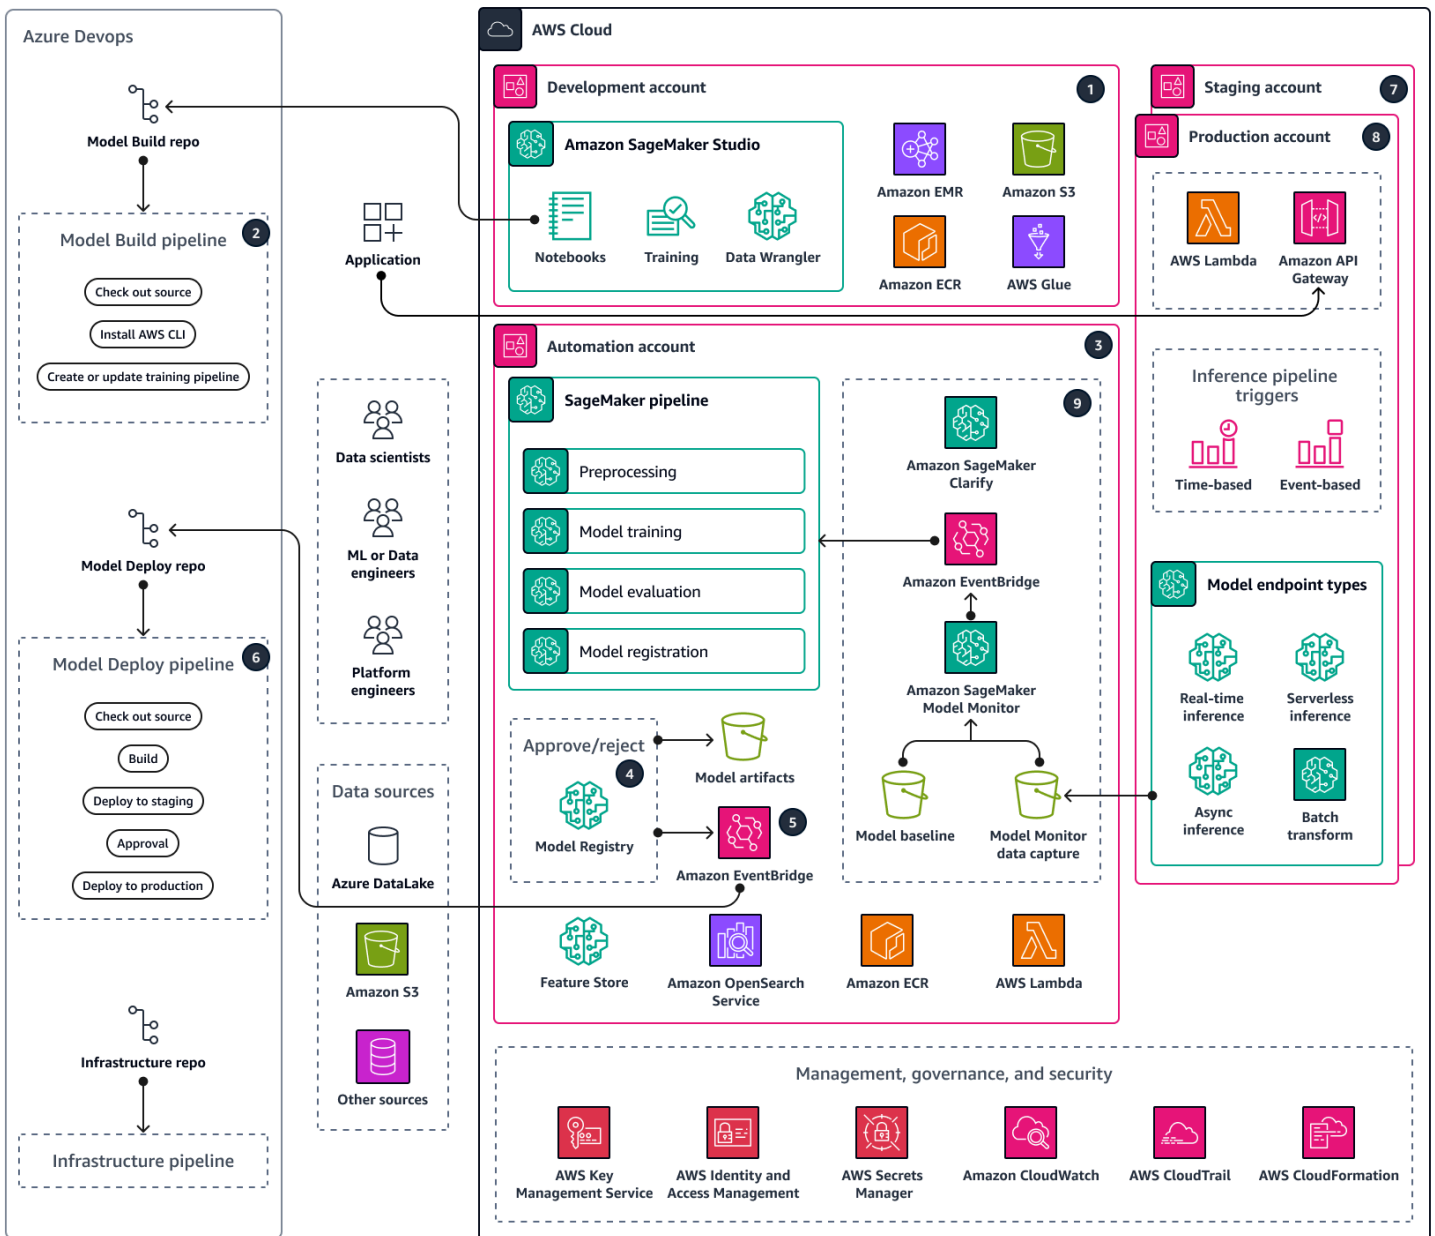 Azure Devops
Model Build repo
2
Model Build pipeline
Check out source
Install AWS CLI
Create or update training pipeline
Model Deploy repo
6
Model Deploy pipeline
Check out source
Build
Deploy to staging
Approval
Deploy to production
Infrastructure repo
Infrastructure pipeline
Application
Data scientists
ML or Data
engineers
Platform
engineers
Data sources
Azure DataLake
Amazon S3
Other sources
AWS Cloud
Development account
1
Amazon SageMaker Studio
Notebooks
Training
Data Wrangler
Amazon EMR
Amazon S3
Amazon ECR
AWS Glue
Automation account
3
SageMaker pipeline
Preprocessing
Model training
Model evaluation
Model registration
9
Amazon SageMaker
Clarify
Amazon EventBridge
Amazon SageMaker
Model Monitor
Model baseline
Model Monitor
data capture
Approve/reject
4
Model Registry
Model artifacts
5
Amazon EventBridge
Feature Store
Amazon OpenSearch
Service
Amazon ECR
AWS Lambda
Staging account
7
Production account
8
AWS Lambda
Amazon API
Gateway
Inference pipeline
triggers
Time-based
Event-based
Model endpoint types
Real-time
inference
Serverless
inference
Async
inference
Batch
transform
Management, governance, and security
AWS Key
Management Service
AWS Identity and
Access Management
AWS Secrets
Manager
Amazon CloudWatch
AWS CloudTrail
AWS CloudFormation